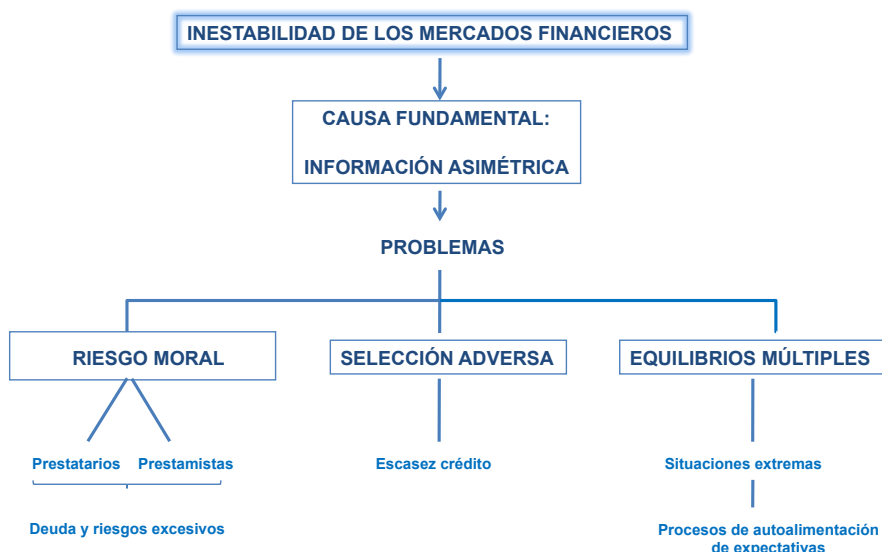 INESTABILIDAD DE LOS MERCADOS FINANCIEROS
CAUSA FUNDAMENTAL:
INFORMACIÓN ASIMÉTRICA
PROBLEMAS
RIESGO MORAL
SELECCIÓN ADVERSA
EQUILIBRIOS MÚLTIPLES
Prestatarios
Prestamistas
Escasez crédito
Situaciones extremas
Deuda y riesgos excesivos
Procesos de autoalimentación
de expectativas